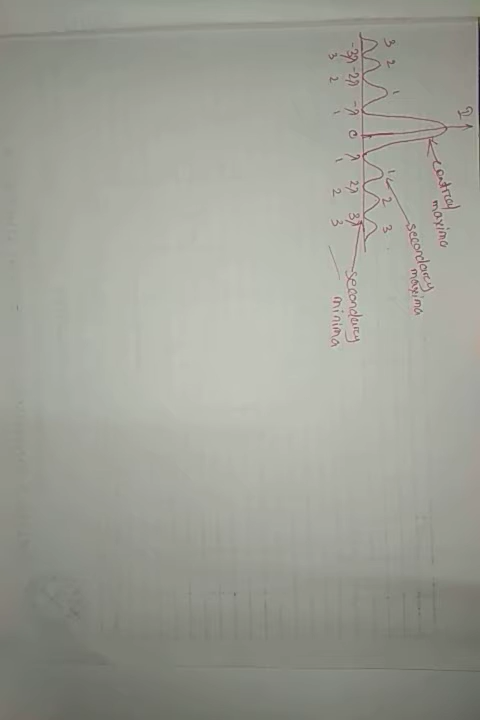 I
central
maxima
3 2 1 1 2 3
secondary
maxima
-3λ -2λ -λ 0 λ 2λ 3λ
3 2 1 1 2 3
secondary
minima